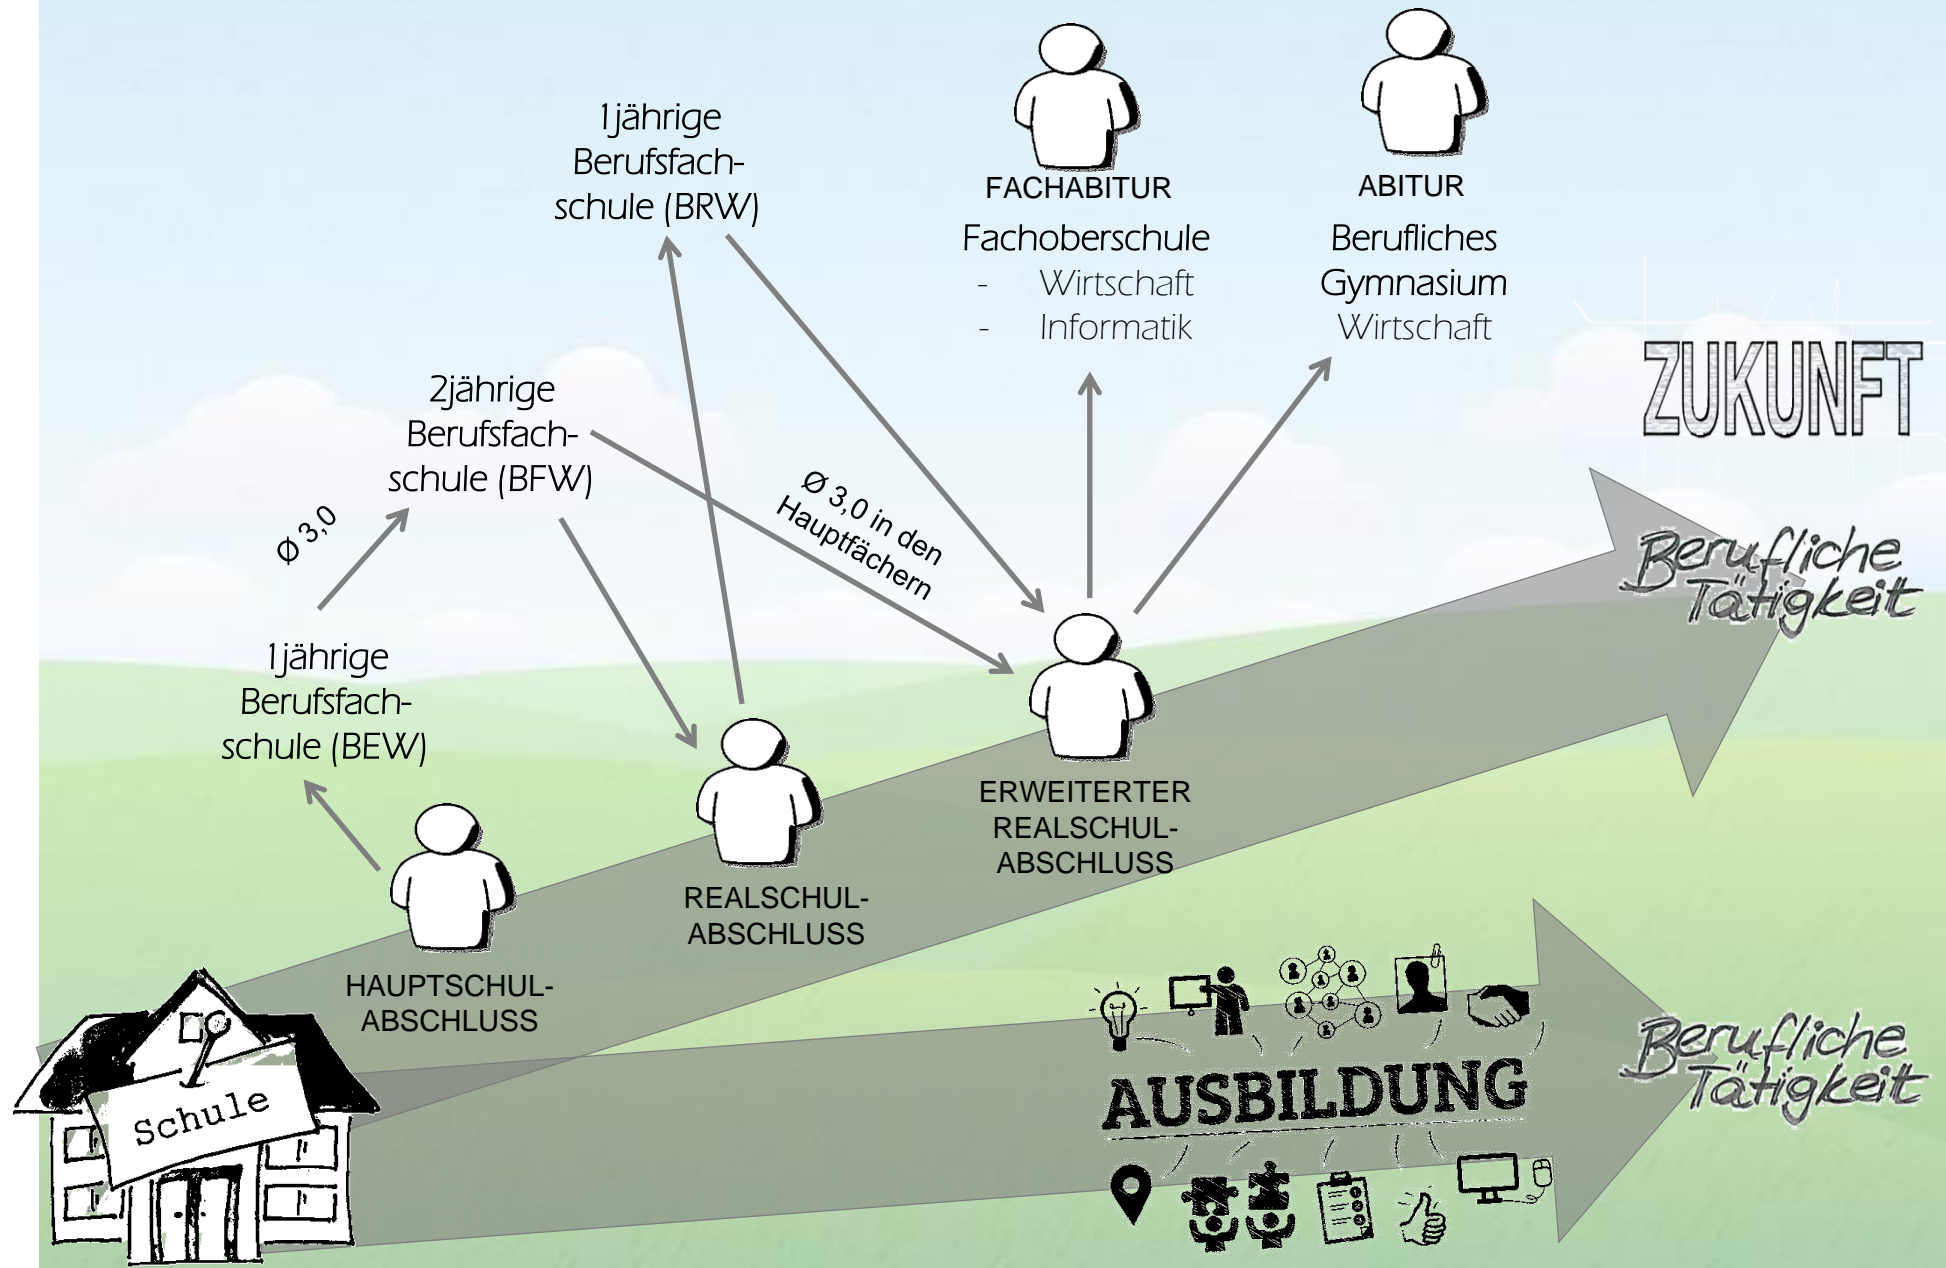 1jährige
Berufsfach-
schule (BRW)
FACHABITUR
Fachoberschule
- Wirtschaft
- Informatik
ABITUR
Berufliches
Gymnasium
Wirtschaft
ZUKUNFT
2jährige
Berufsfach-
schule (BFW)
Ø 3,0
Ø 3,0 in den
Hauptfächern
Berufliche
Tätigkeit
1jährige
Berufsfach-
schule (BEW)
ERWEITERTER
REALSCHUL-
ABSCHLUSS
REALSCHUL-
ABSCHLUSS
HAUPTSCHUL-
ABSCHLUSS
Schule
AUSBILDUNG
Berufliche
Tätigkeit